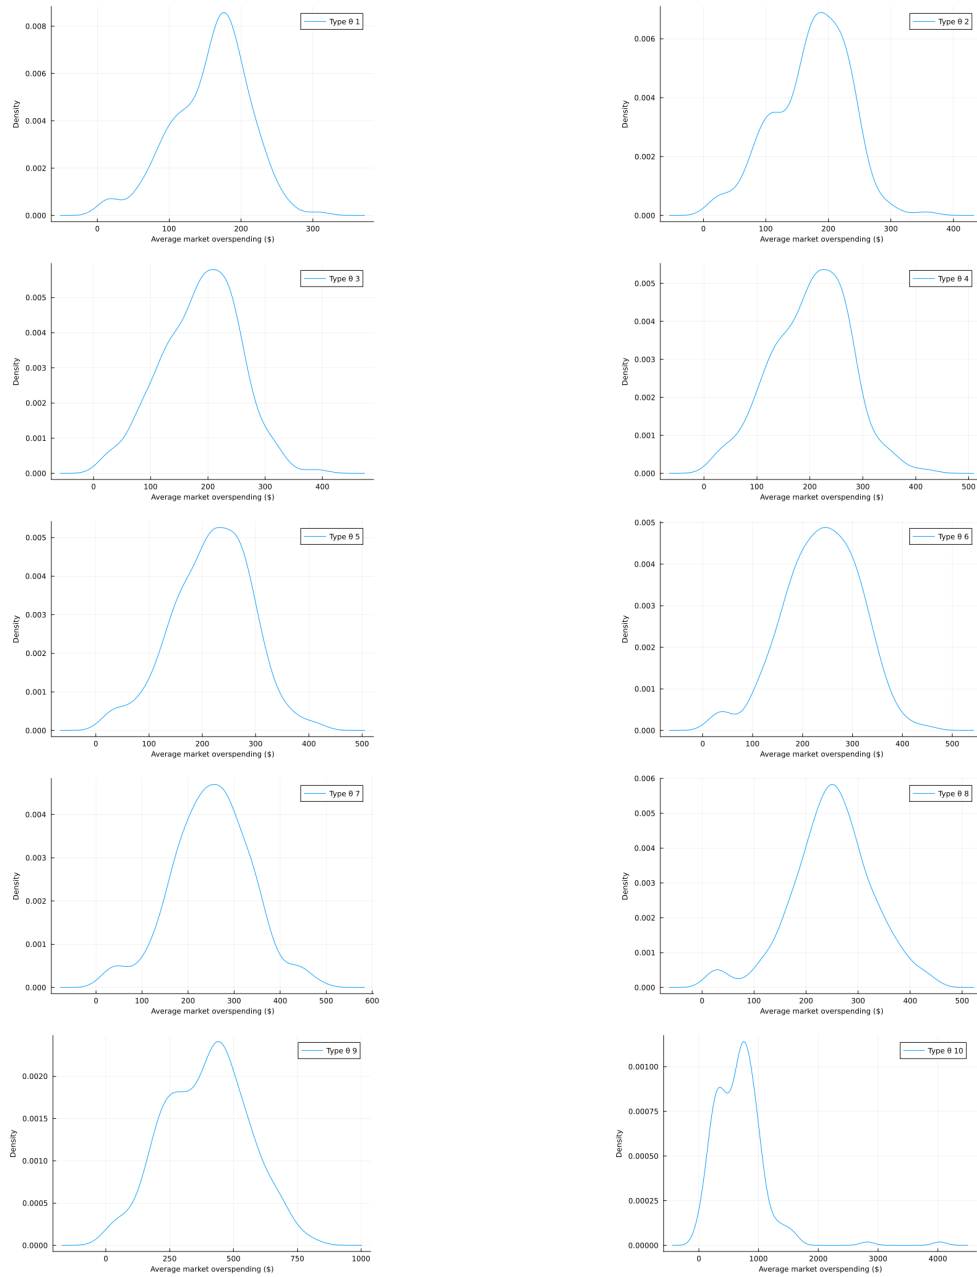 Type θ 1
0.008
0.006
0.004
0.002
0.000
Density
0 100 200 300
Average market overspending ($)
Type θ 2
0.006
0.004
0.002
0.000
Density
0 100 200 300 400
Average market overspending ($)
Type θ 3
0.005
0.004
0.003
0.002
0.001
0.000
Density
0 100 200 300 400
Average market overspending ($)
Type θ 4
0.005
0.004
0.003
0.002
0.001
0.000
Density
0 100 200 300 400 500
Average market overspending ($)
Type θ 5
0.005
0.004
0.003
0.002
0.001
0.000
Density
0 100 200 300 400 500
Average market overspending ($)
Type θ 6
0.005
0.004
0.003
0.002
0.001
0.000
Density
0 100 200 300 400 500
Average market overspending ($)
Type θ 7
0.004
0.003
0.002
0.001
0.000
Density
0 100 200 300 400 500 600
Average market overspending ($)
Type θ 8
0.006
0.005
0.004
0.003
0.002
0.001
0.000
Density
0 100 200 300 400 500
Average market overspending ($)
Type θ 9
0.0020
0.0015
0.0010
0.0005
0.0000
Density
0 250 500 750 1000
Average market overspending ($)
Type θ 10
0.00100
0.00075
0.00050
0.00025
0.00000
Density
0 1000 2000 3000 4000
Average market overspending ($)